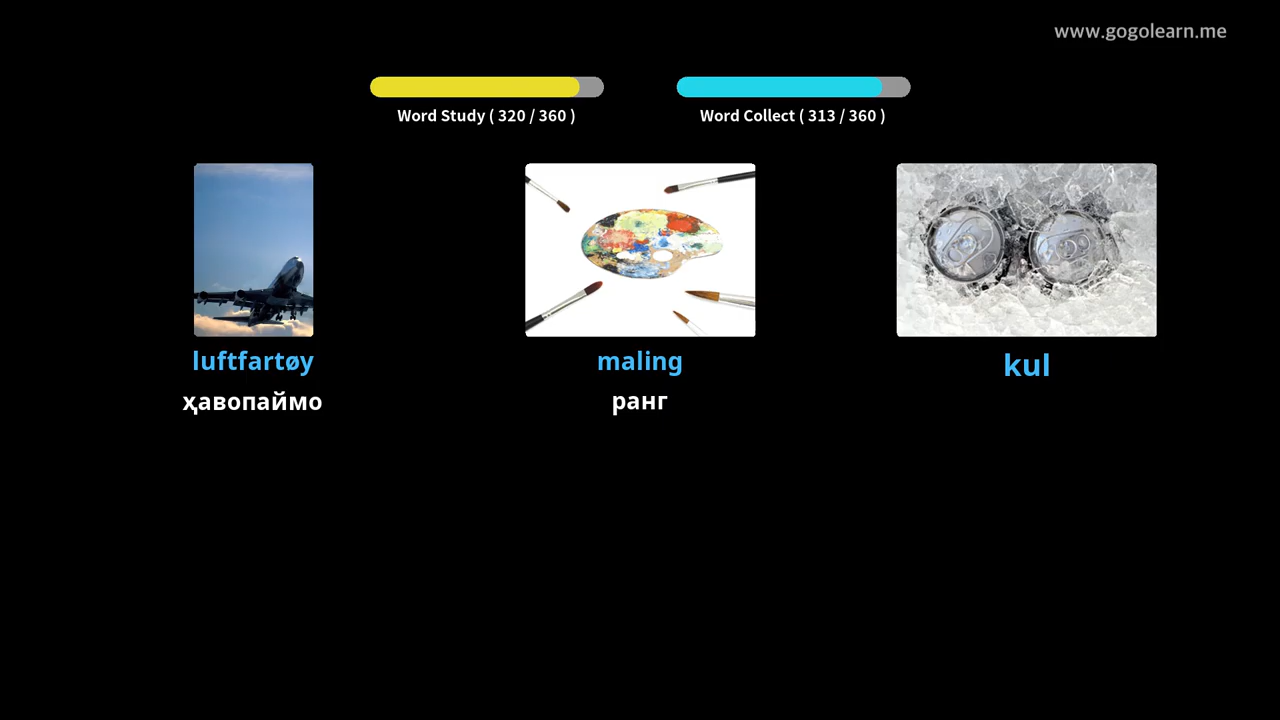 www.gogolearn.me
Word Study ( 320 / 360 )
Word Collect ( 313 / 360 )
luftfartøy
ҳавопаймо
maling
ранг
kul